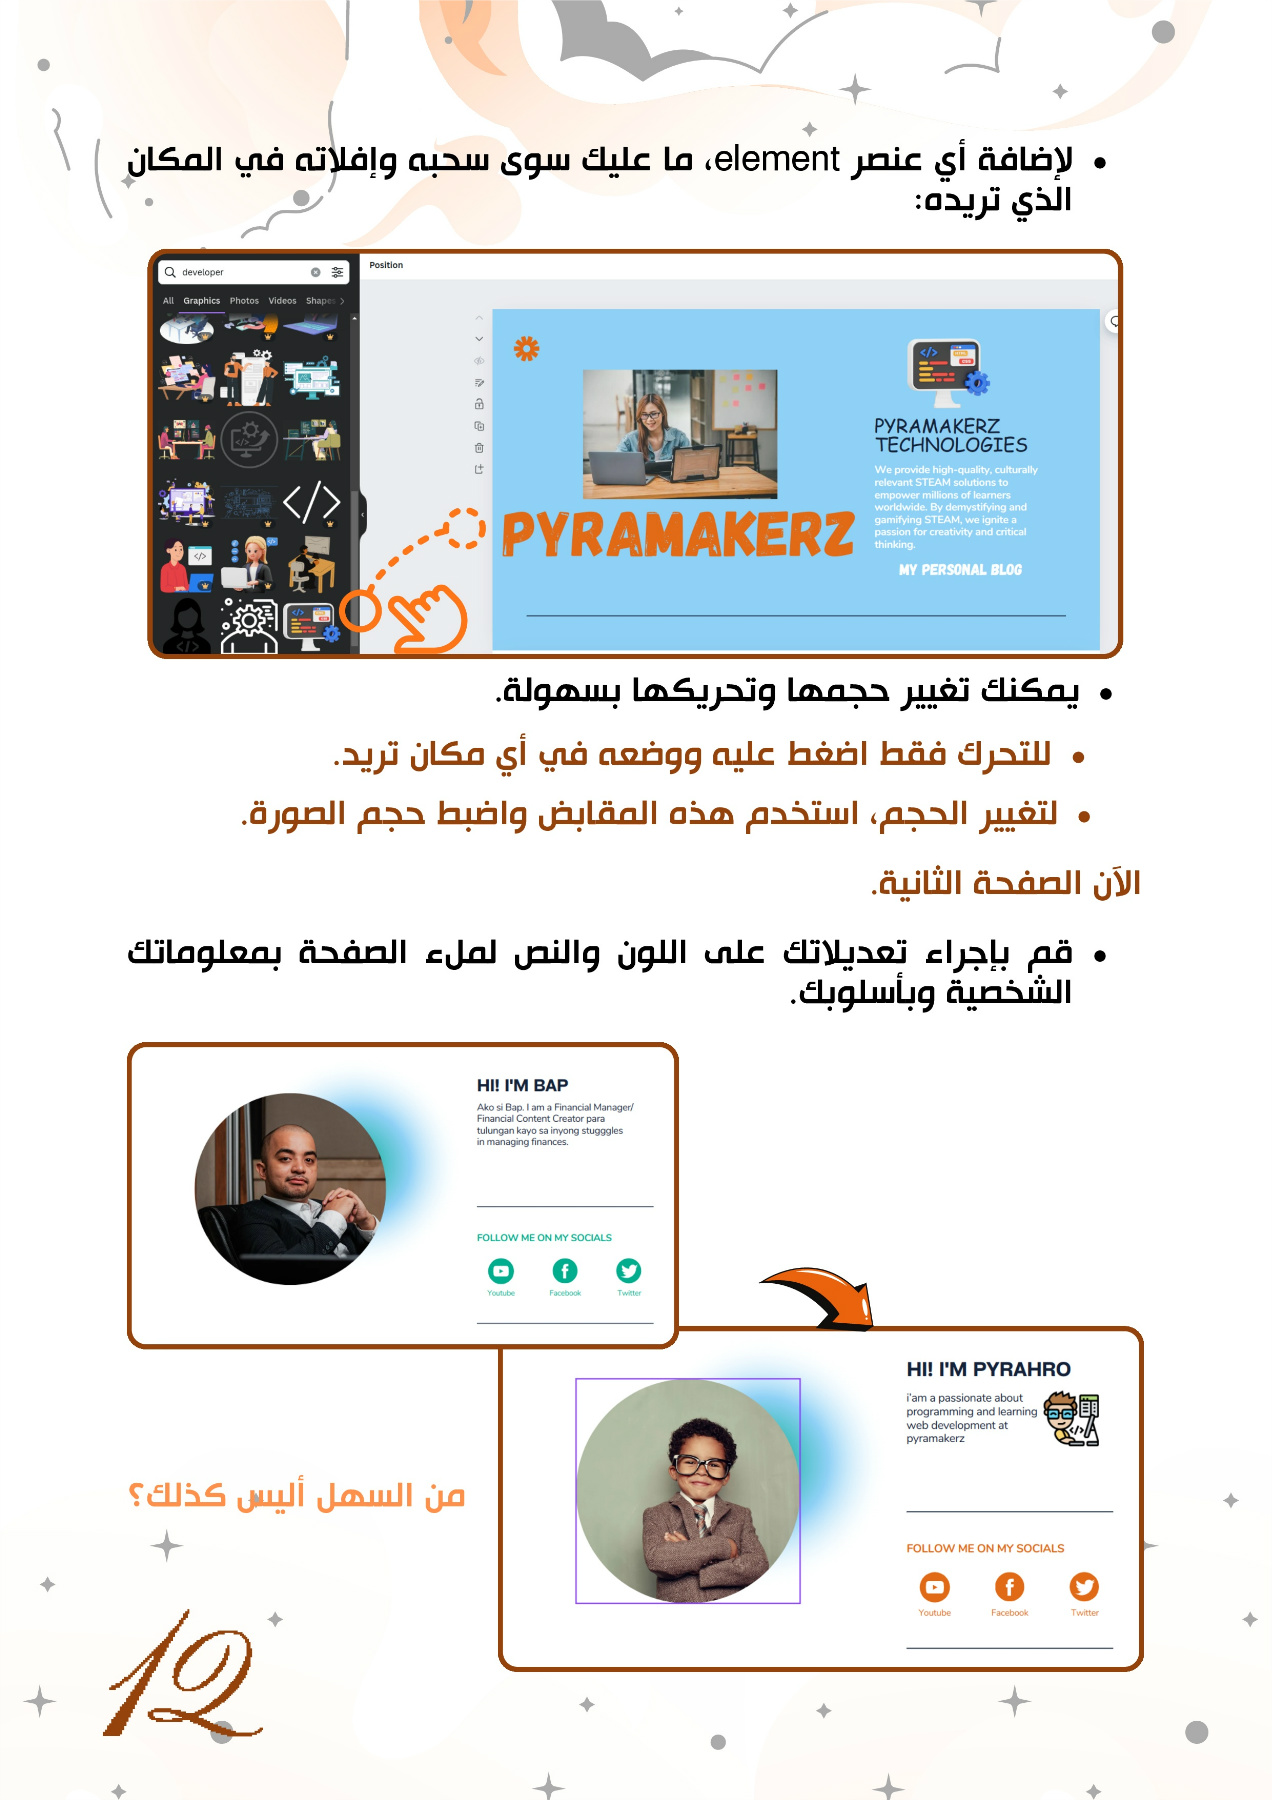 • لإضافة أي عنصر element، ما عليك سوى سحبه وإفلاته في المكان
الذي تريده:
developer
All Graphics Photos Videos Shapes
Position
PYRAMAKERZ
PYRAMAKERZ
TECHNOLOGIES
We provide high-quality, culturally
relevant STEAM solutions to
empower millions of learners
worldwide. By demystifying and
gamifying STEAM, we ignite a
passion for creativity and critical
thinking.
MY PERSONAL BLOG
• يمكنك تغيير حجمها وتحريكها بسهولة.
• للتحرك فقط اضغط عليه ووضعه في أي مكان تريد.
• لتغيير الحجم، استخدم هذه المقابض واضبط حجم الصورة.
الآن الصفحة الثانية.
• قم بإجراء تعديلاتك على اللون والنص لملء الصفحة بمعلوماتك
الشخصية وبأسلوبك.
HI! I'M BAP
Ako si Bap. I am a Financial Manager/
Financial Content Creator para
tulungan kayo sa inyong stugggles
in managing finances.
FOLLOW ME ON MY SOCIALS
Youtube Facebook Twitter
HI! I'M PYRAHRO
i'am a passionate about
programming and learning
web development at
pyramakerz
FOLLOW ME ON MY SOCIALS
Youtube Facebook Twitter
من السهل أليس كذلك؟
12